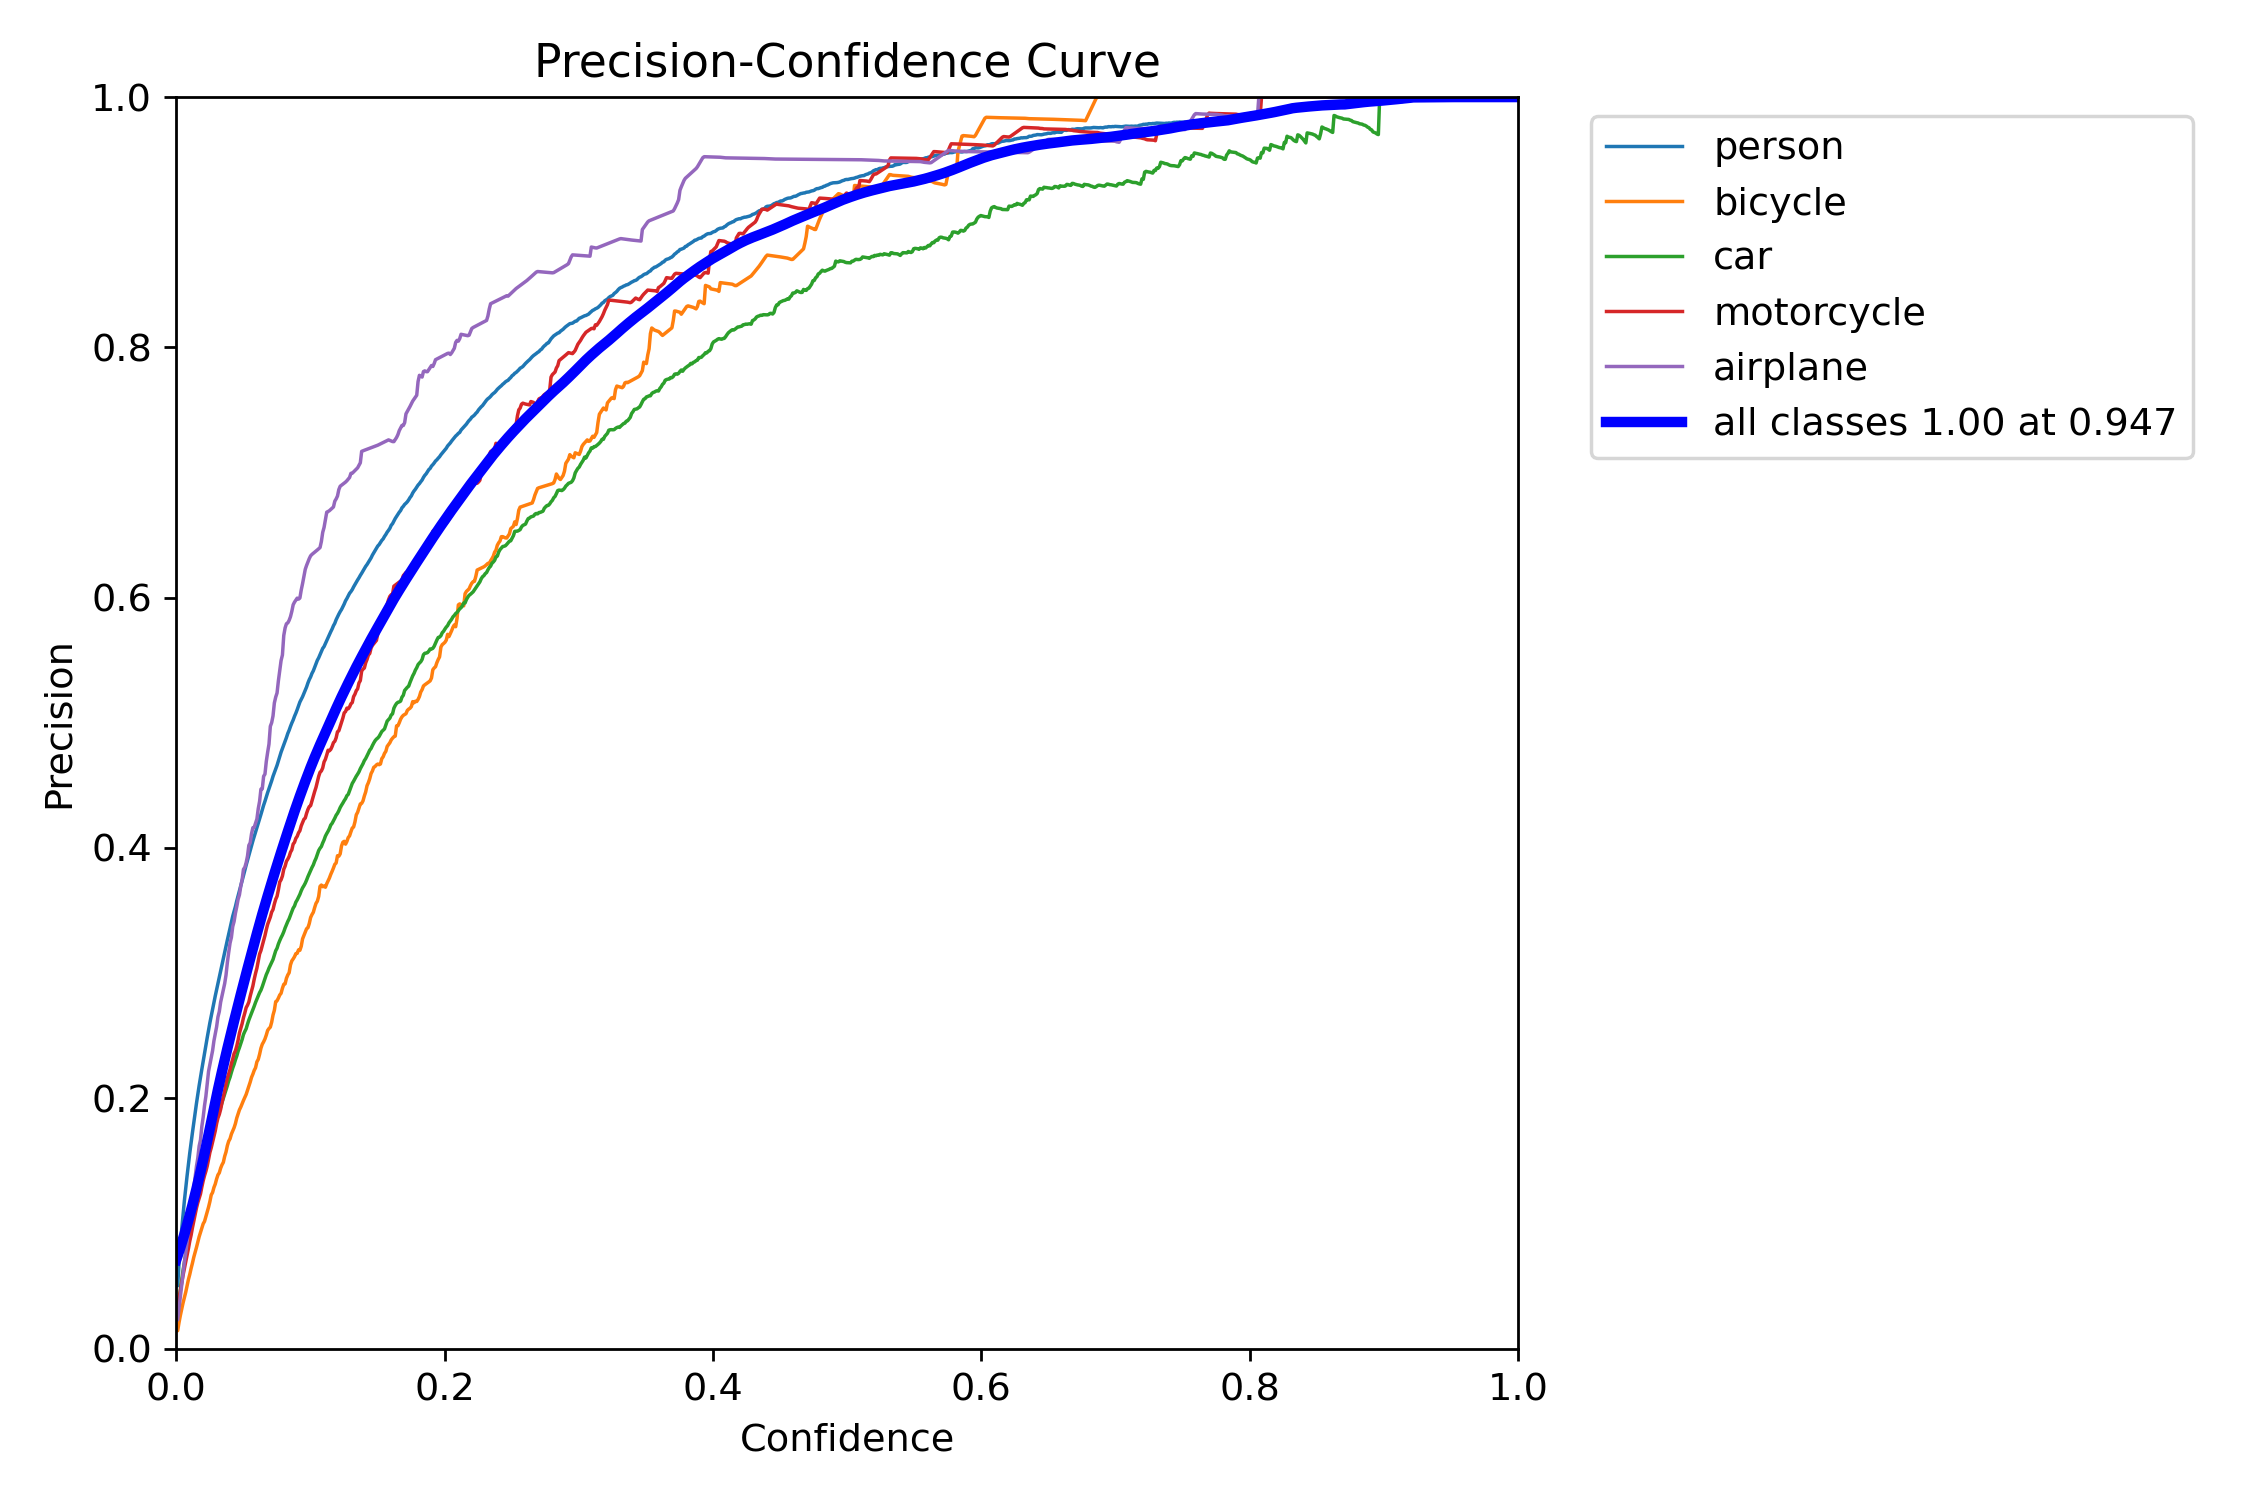 Precision-Confidence Curve
1.0
0.8
0.6
0.4
0.2
0.0
Precision
0.0 0.2 0.4 0.6 0.8 1.0
Confidence
person
bicycle
car
motorcycle
airplane
all classes 1.00 at 0.947